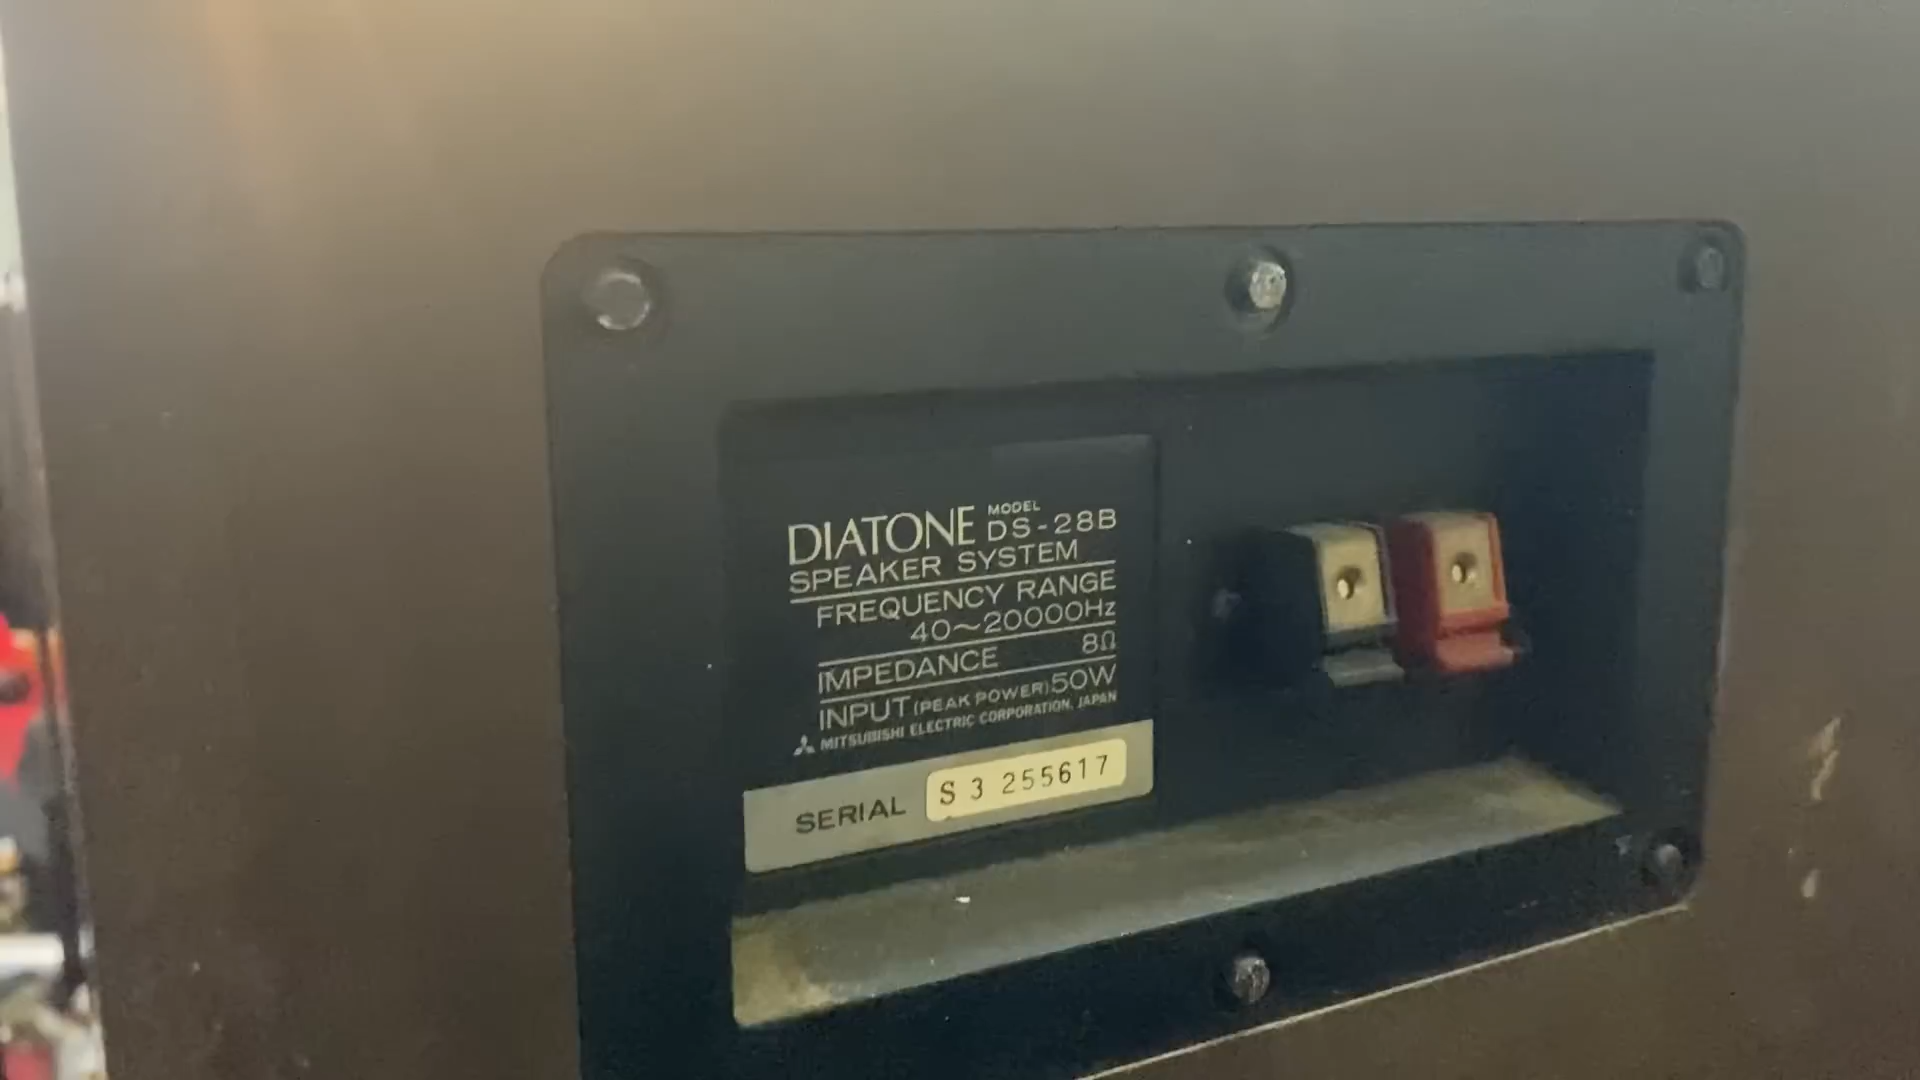 DIATONE MODEL DS-28B
SPEAKER SYSTEM
FREQUENCY RANGE
40~20000Hz
IMPEDANCE 8Ω
INPUT (PEAK POWER) 50W
MITSUBISHI ELECTRIC CORPORATION, JAPAN
SERIAL S 3 255617